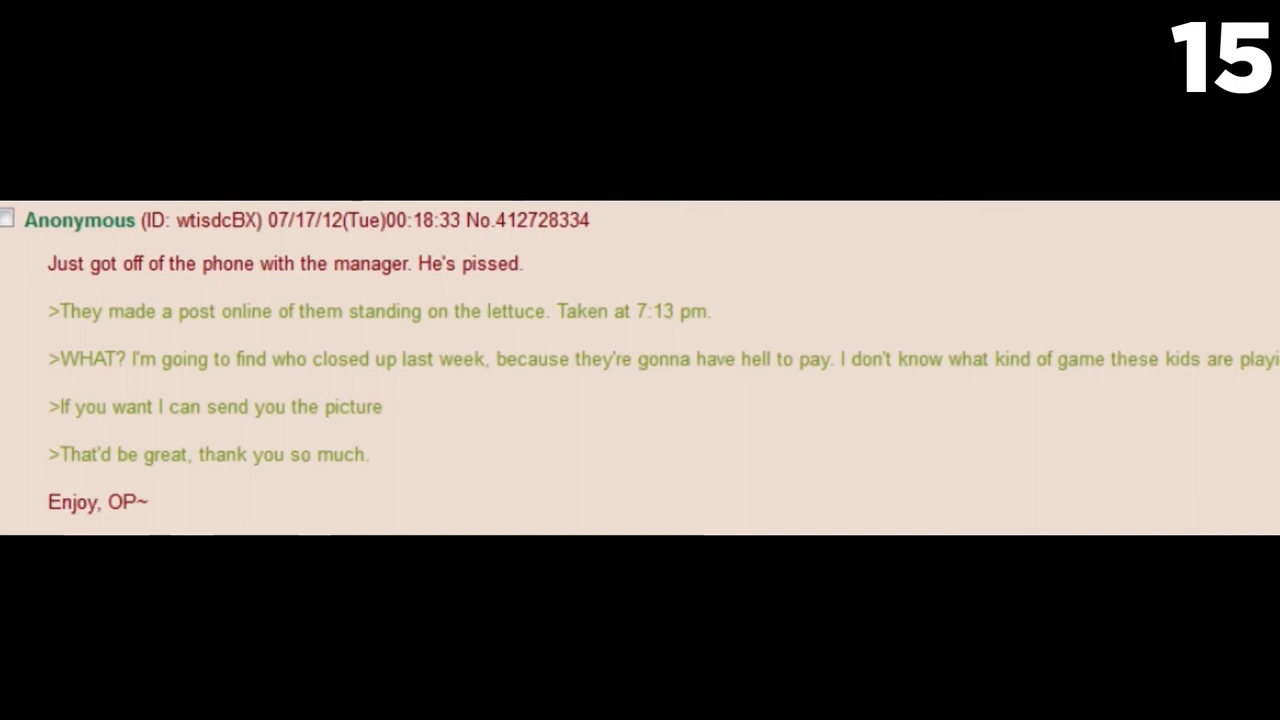 15
Anonymous (ID: wtisdcBX) 07/17/12(Tue)00:18:33 No.412728334
Just got off of the phone with the manager. He's pissed.
>They made a post online of them standing on the lettuce. Taken at 7:13 pm.
>WHAT? I'm going to find who closed up last week, because they're gonna have hell to pay. I don't know what kind of game these kids are playi
>If you want I can send you the picture
>That'd be great, thank you so much.
Enjoy, OP~